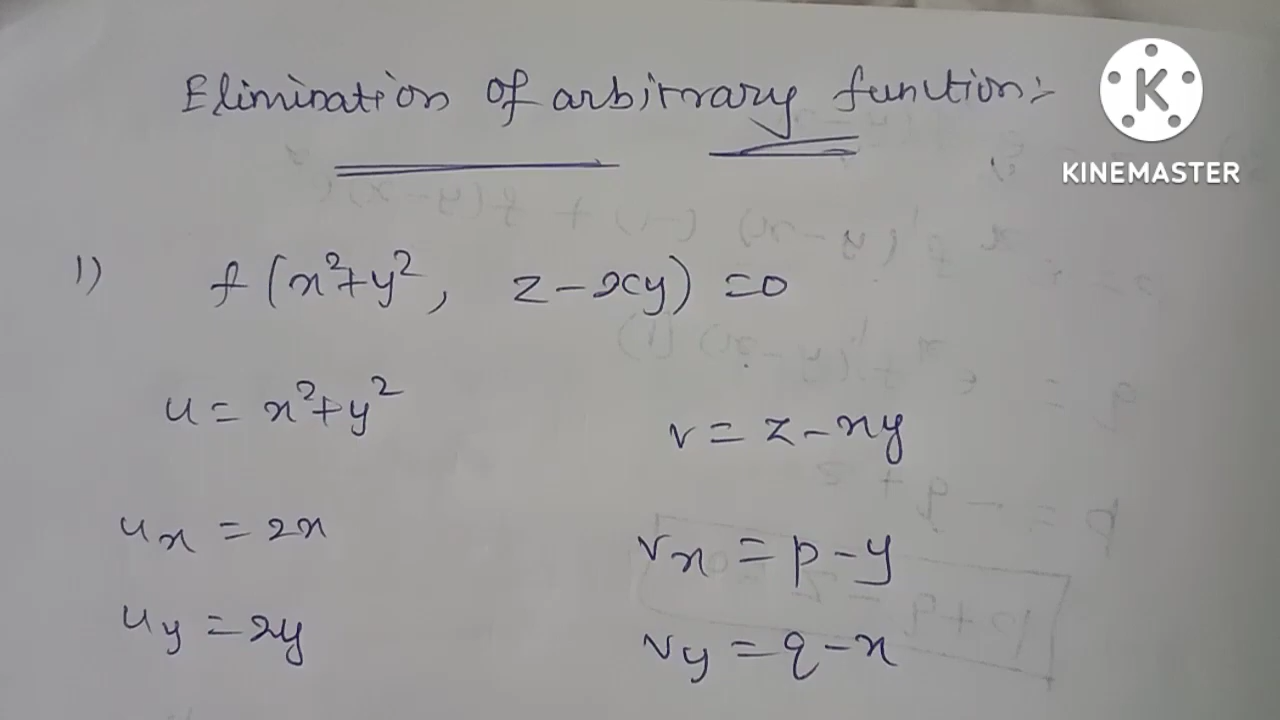 Elimination of arbitrary function:-
K
KINEMASTER
1) f(x²+y², z-xy) =0
u = x²+y² v = z-xy
ux = 2x vx = p-y
uy = 2y vy = q-x